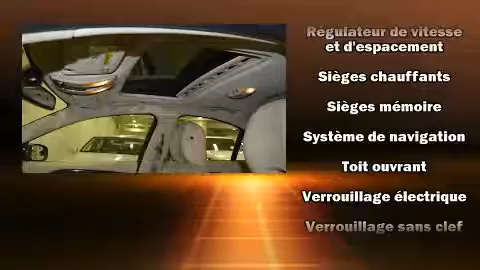 Régulateur de vitesse
et d'espacement
Sièges chauffants
Sièges mémoire
Système de navigation
Toit ouvrant
Verrouillage électrique
Verrouillage sans clef